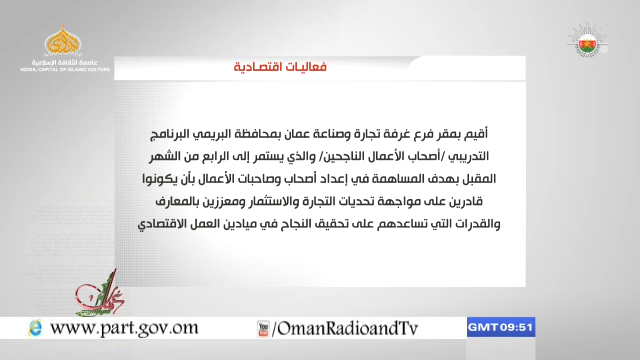 عاصمة الثقافة الإسلامية
NIZWA, CAPITAL OF ISLAMIC CULTURE
فعاليات اقتصادية
أقيم بمقر فرع غرفة تجارة وصناعة عمان بمحافظة البريمي البرنامج
التدريبي /أصحاب الأعمال الناجحين/ والذي يستمر إلى الرابع من الشهر
المقبل بهدف المساهمة في إعداد أصحاب وصاحبات الأعمال بأن يكونوا
قادرين على مواجهة تحديات التجارة والاستثمار ومعززين بالمعارف
والقدرات التي تساعدهم على تحقيق النجاح في ميادين العمل الاقتصادي
www.part.gov.om
You Tube /OmanRadioandTv
GMT 09:51